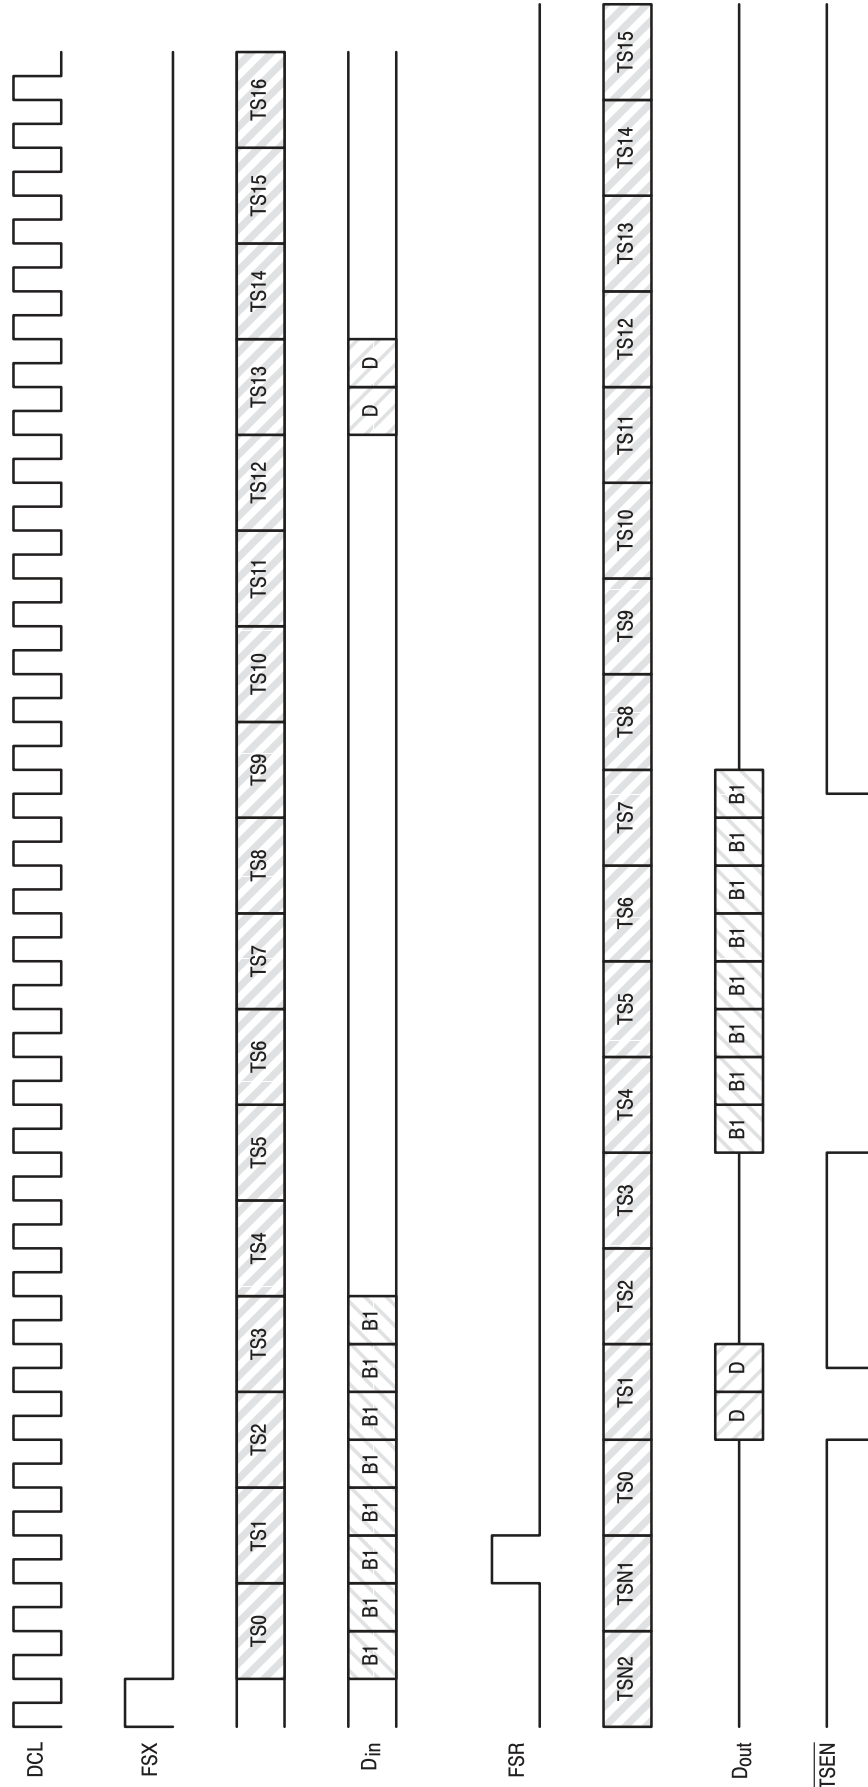 DCL
FSX
TS0 TS1 TS2 TS3 TS4 TS5 TS6 TS7 TS8 TS9 TS10 TS11 TS12 TS13 TS14 TS15 TS16
Din B1 B1 B1 B1 B1 B1 B1 B1 D D
FSR
TSN2 TSN1 TS0 TS1 TS2 TS3 TS4 TS5 TS6 TS7 TS8 TS9 TS10 TS11 TS12 TS13 TS14 TS15
Dout D D B1 B1 B1 B1 B1 B1 B1 B1
TSEN